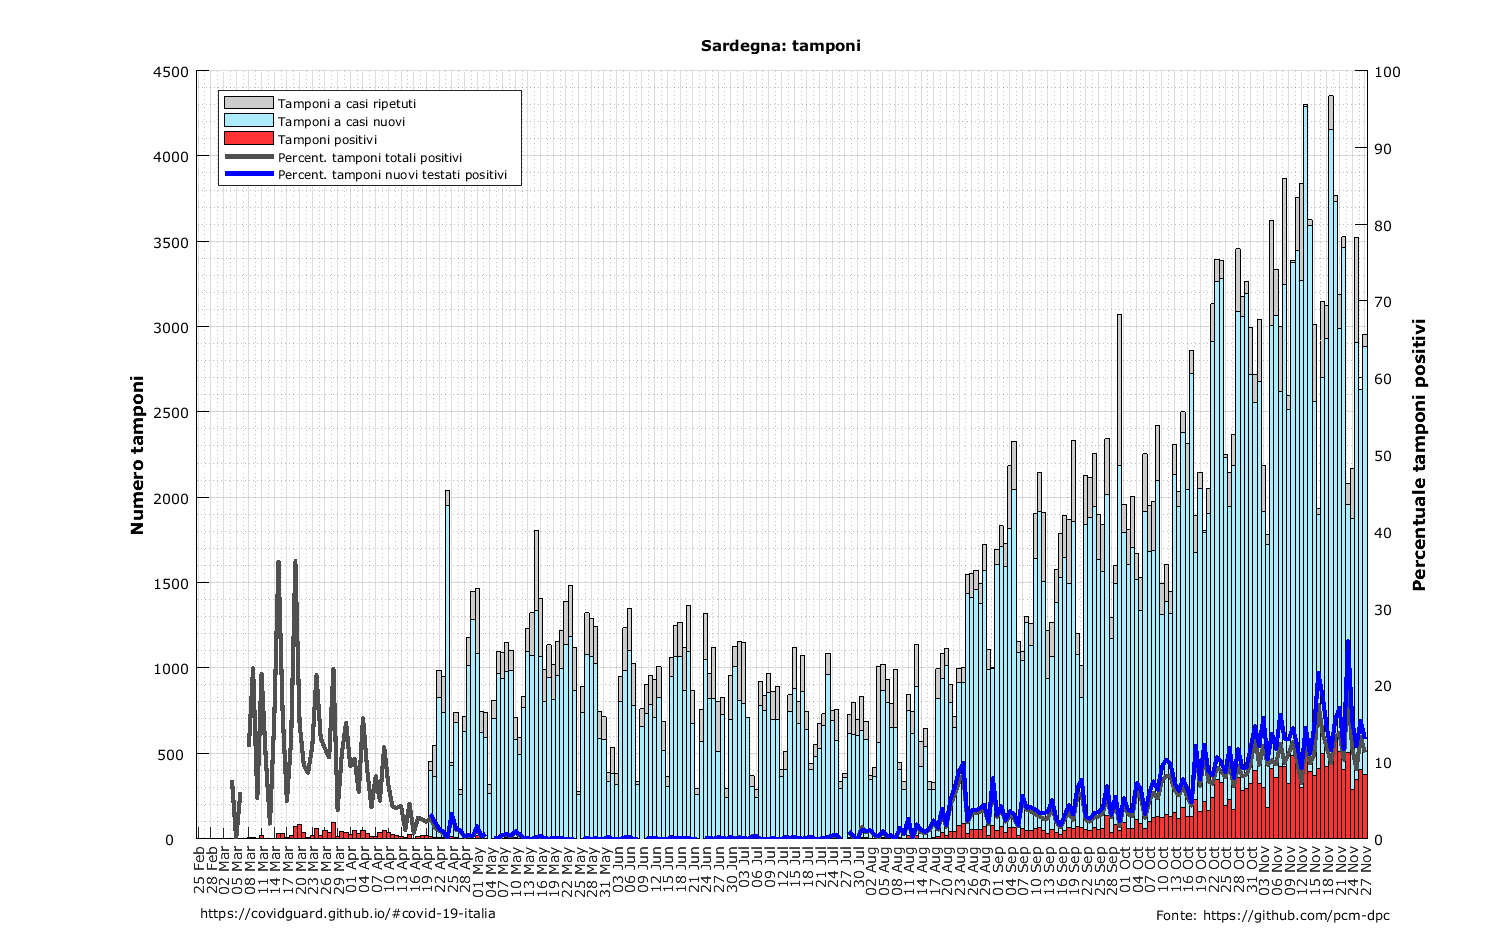 Sardegna: tamponi
4500
4000
3500
3000
2500
2000
1500
1000
500
0
Numero tamponi
Tamponi a casi ripetuti
Tamponi a casi nuovi
Tamponi positivi
Percent. tamponi totali positivi
Percent. tamponi nuovi testati positivi
100
90
80
70
60
50
40
30
20
10
0
Percentuale tamponi positivi
25 Feb
28 Feb
02 Mar
05 Mar
08 Mar
11 Mar
14 Mar
17 Mar
20 Mar
23 Mar
26 Mar
29 Mar
01 Apr
04 Apr
07 Apr
10 Apr
13 Apr
16 Apr
19 Apr
22 Apr
25 Apr
28 Apr
01 May
04 May
07 May
10 May
13 May
16 May
19 May
22 May
25 May
28 May
31 May
03 Jun
06 Jun
09 Jun
12 Jun
15 Jun
18 Jun
21 Jun
24 Jun
27 Jun
30 Jun
03 Jul
06 Jul
09 Jul
12 Jul
15 Jul
18 Jul
21 Jul
24 Jul
27 Jul
30 Jul
02 Aug
05 Aug
08 Aug
11 Aug
14 Aug
17 Aug
20 Aug
23 Aug
26 Aug
29 Aug
01 Sep
04 Sep
07 Sep
10 Sep
13 Sep
16 Sep
19 Sep
22 Sep
25 Sep
28 Sep
01 Oct
04 Oct
07 Oct
10 Oct
13 Oct
16 Oct
19 Oct
22 Oct
25 Oct
28 Oct
31 Oct
03 Nov
06 Nov
09 Nov
12 Nov
15 Nov
18 Nov
21 Nov
24 Nov
27 Nov
https://covidguard.github.io/#covid-19-italia
Fonte: https://github.com/pcm-dpc